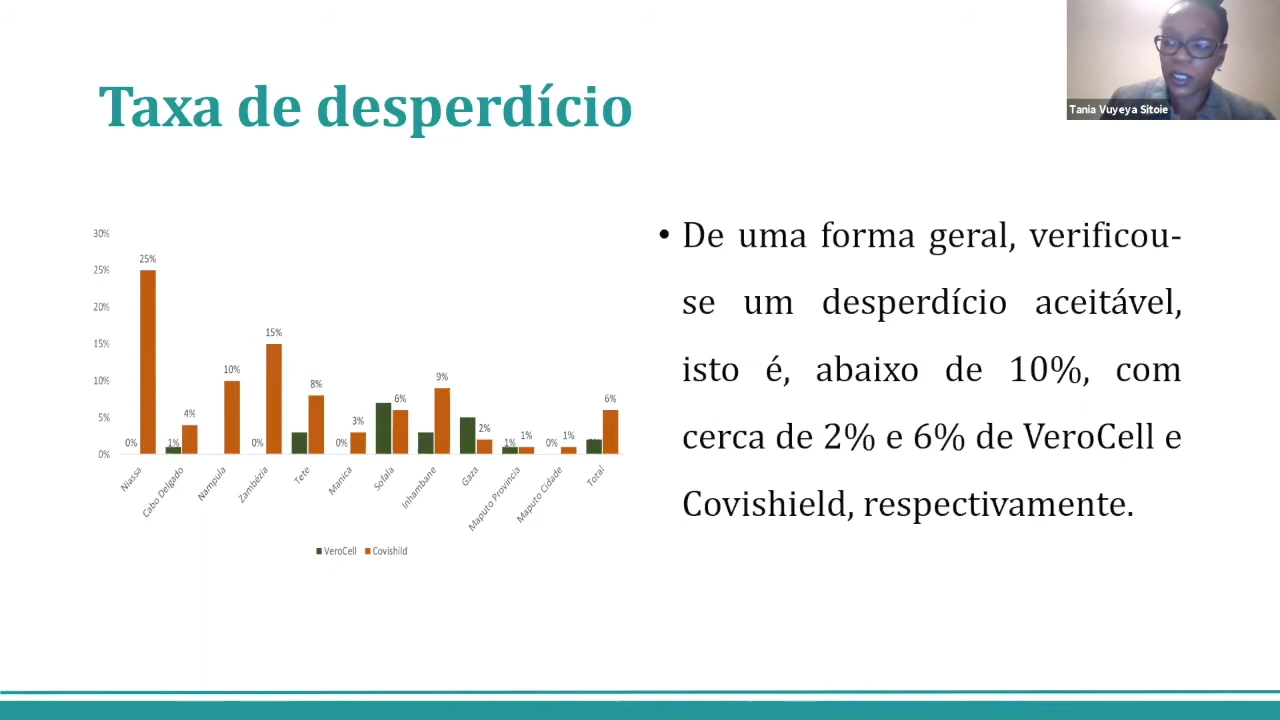 Tania Vuyeya Sitoie
Taxa de desperdício
30%
25%
20%
15%
10%
5%
0%
0%
25%
1%
4%
10%
0%
15%
8%
0%
3%
6%
9%
2%
1%
1%
0%
1%
6%
Niassa
Cabo Delgado
Nampula
Zambézia
Tete
Manica
Sofala
Inhambane
Gaza
Maputo Provincia
Maputo Cidade
Total
VeroCell
Covishild
• De uma forma geral, verificou-
se um desperdício aceitável,
isto é, abaixo de 10%, com
cerca de 2% e 6% de VeroCell e
Covishield, respectivamente.